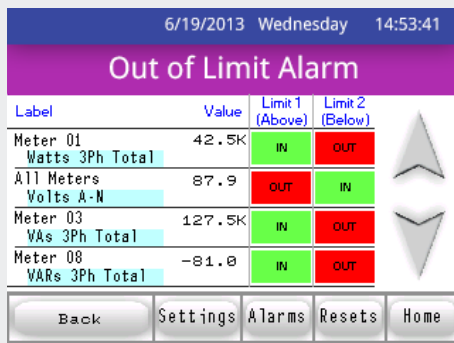 6/19/2013 Wednesday 14:53:41
Out of Limit Alarm
Label Value Limit 1 (Above) Limit 2 (Below)
Meter 01 42.5K IN OUT
Watts 3Ph Total
All Meters 87.9 OUT IN
Volts A-N
Meter 03 127.5K IN OUT
VAs 3Ph Total
Meter 08 -81.0 IN OUT
VARs 3Ph Total
Back Settings Alarms Resets Home